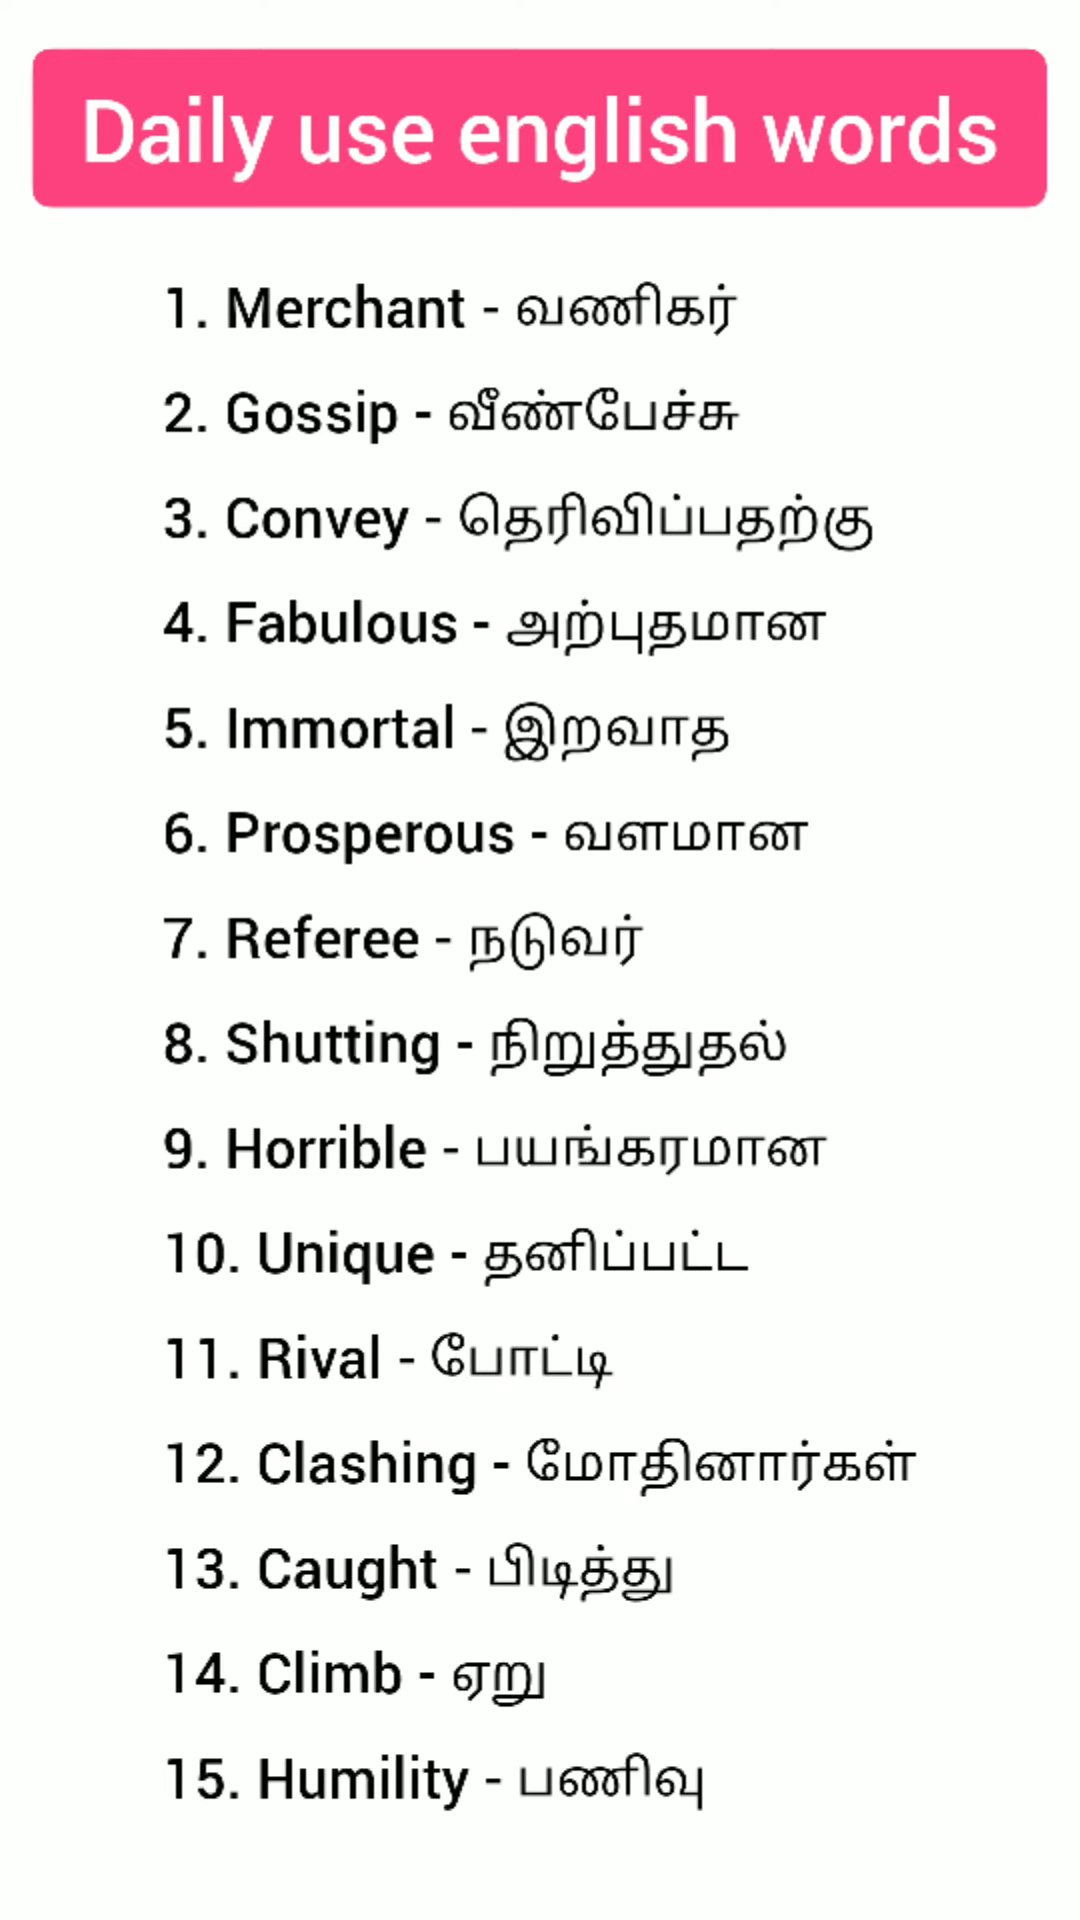 Daily use english words
1. Merchant - வணிகர்
2. Gossip - வீண்பேச்சு
3. Convey - தெரிவிப்பதற்கு
4. Fabulous - அற்புதமான
5. Immortal - இறவாத
6. Prosperous - வளமான
7. Referee - நடுவர்
8. Shutting - நிறுத்துதல்
9. Horrible - பயங்கரமான
10. Unique - தனிப்பட்ட
11. Rival - போட்டி
12. Clashing - மோதினார்கள்
13. Caught - பிடித்து
14. Climb - ஏறு
15. Humility - பணிவு